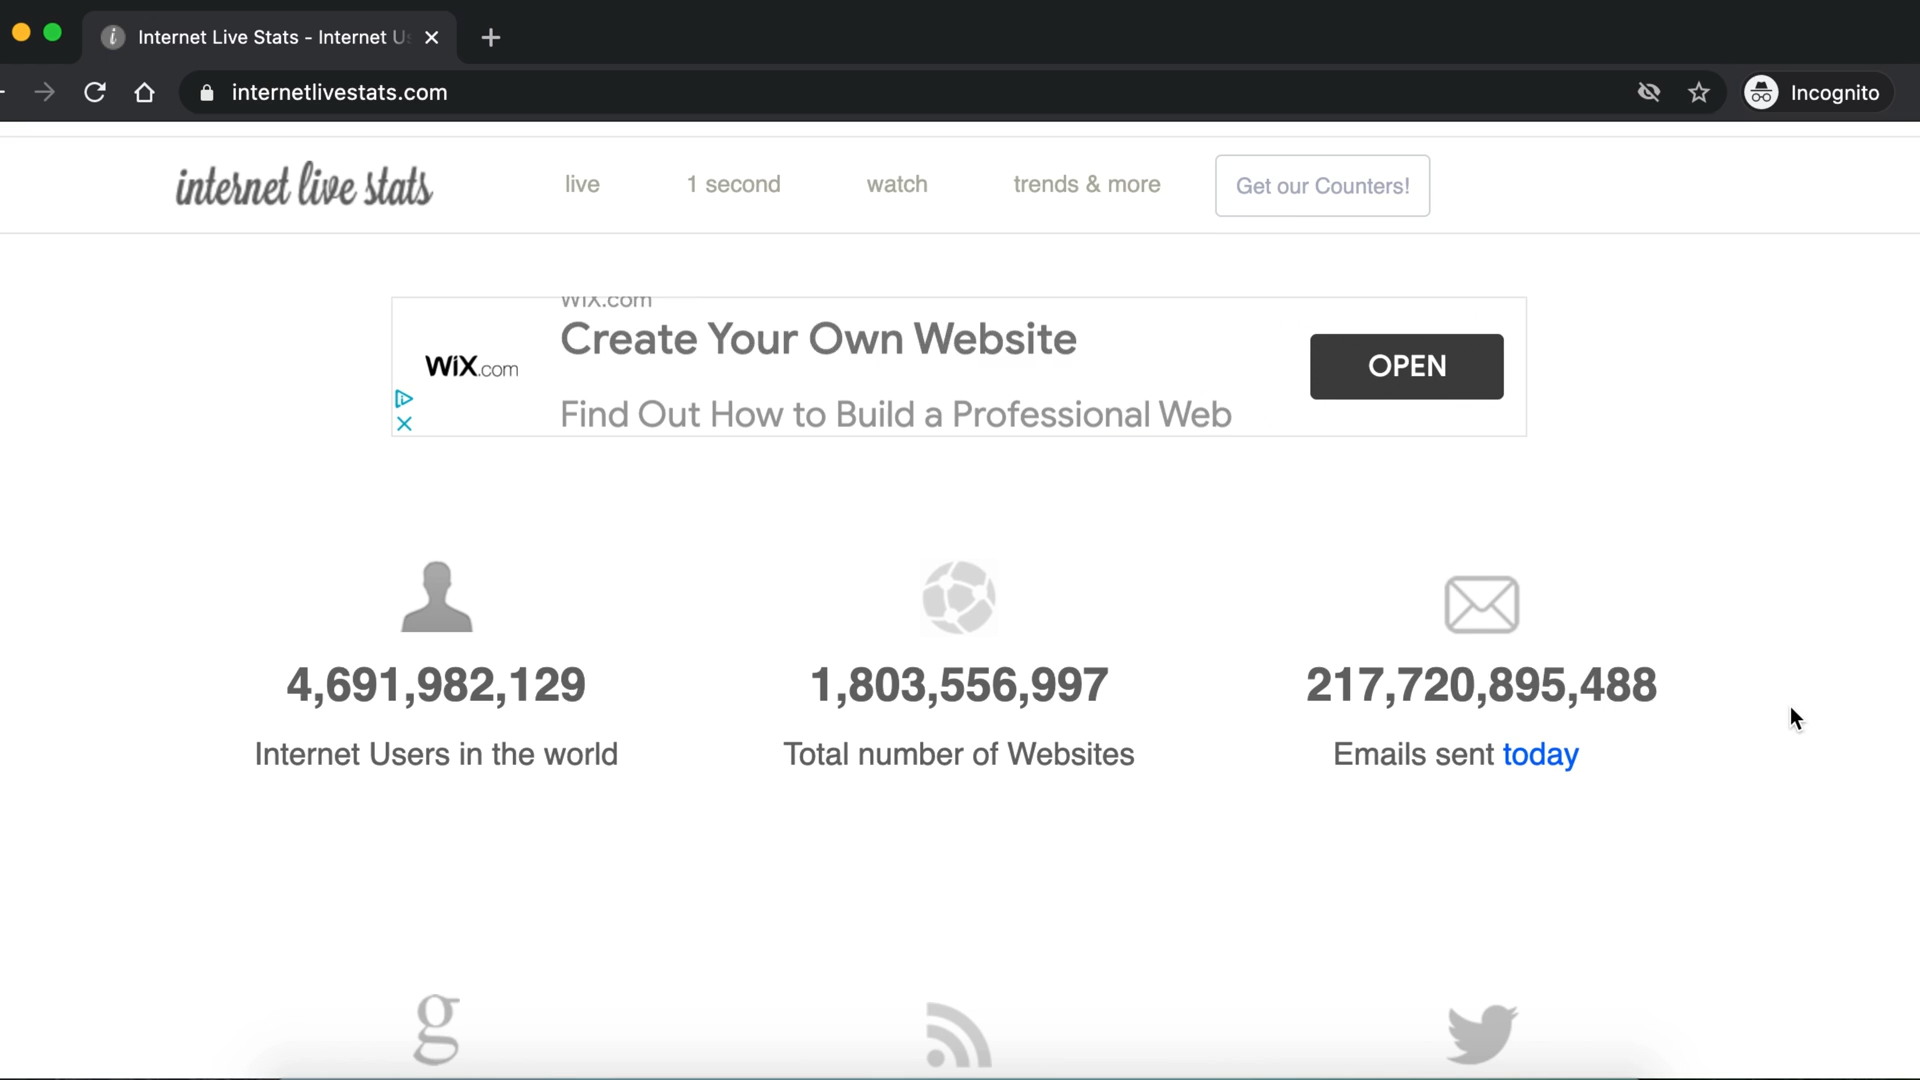 Internet Live Stats - Internet Us
internetlivestats.com
Incognito
internet live stats
live
1 second
watch
trends & more
Get our Counters!
WIX.com
Create Your Own Website
WiX.com
OPEN
Find Out How to Build a Professional Web
4,691,982,129
1,803,556,997
217,720,895,488
Internet Users in the world
Total number of Websites
Emails sent today
g